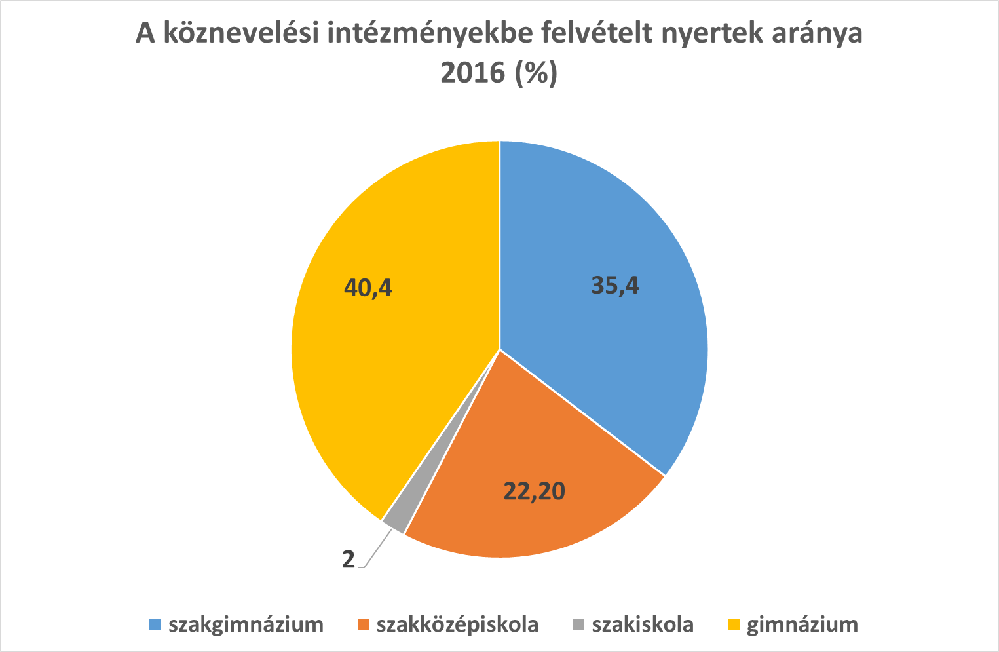 A köznevelési intézményekbe felvételt nyertek aránya
2016 (%)
40,4
35,4
22,20
2
szakgimnázium
szakközépiskola
szakiskola
gimnázium